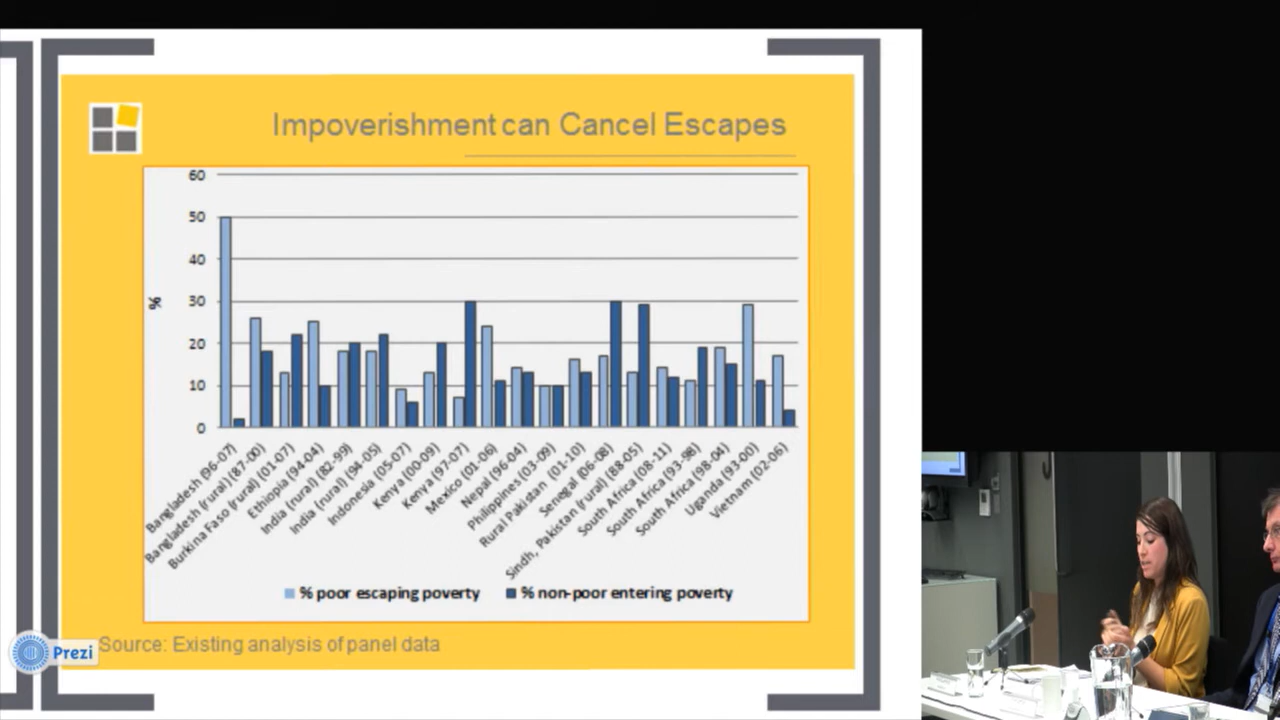 Impoverishment can Cancel Escapes
60
50
40
30
20
10
0
%
Bangladesh (96-07)
Bangladesh (rural) (87-00)
Burkina Faso (rural) (01-07)
Ethiopia (94-04)
India (rural) (82-99)
India (rural) (94-05)
Indonesia (05-07)
Kenya (00-09)
Kenya (97-07)
Mexico (01-06)
Nepal (96-04)
Philippines (03-09)
Rural Pakistan (01-10)
Senegal (06-08)
Sindh, Pakistan (rural) (88-05)
South Africa (08-11)
South Africa (93-98)
South Africa (98-04)
Uganda (93-00)
Vietnam (02-06)
% poor escaping poverty
% non-poor entering poverty
Source: Existing analysis of panel data
Prezi